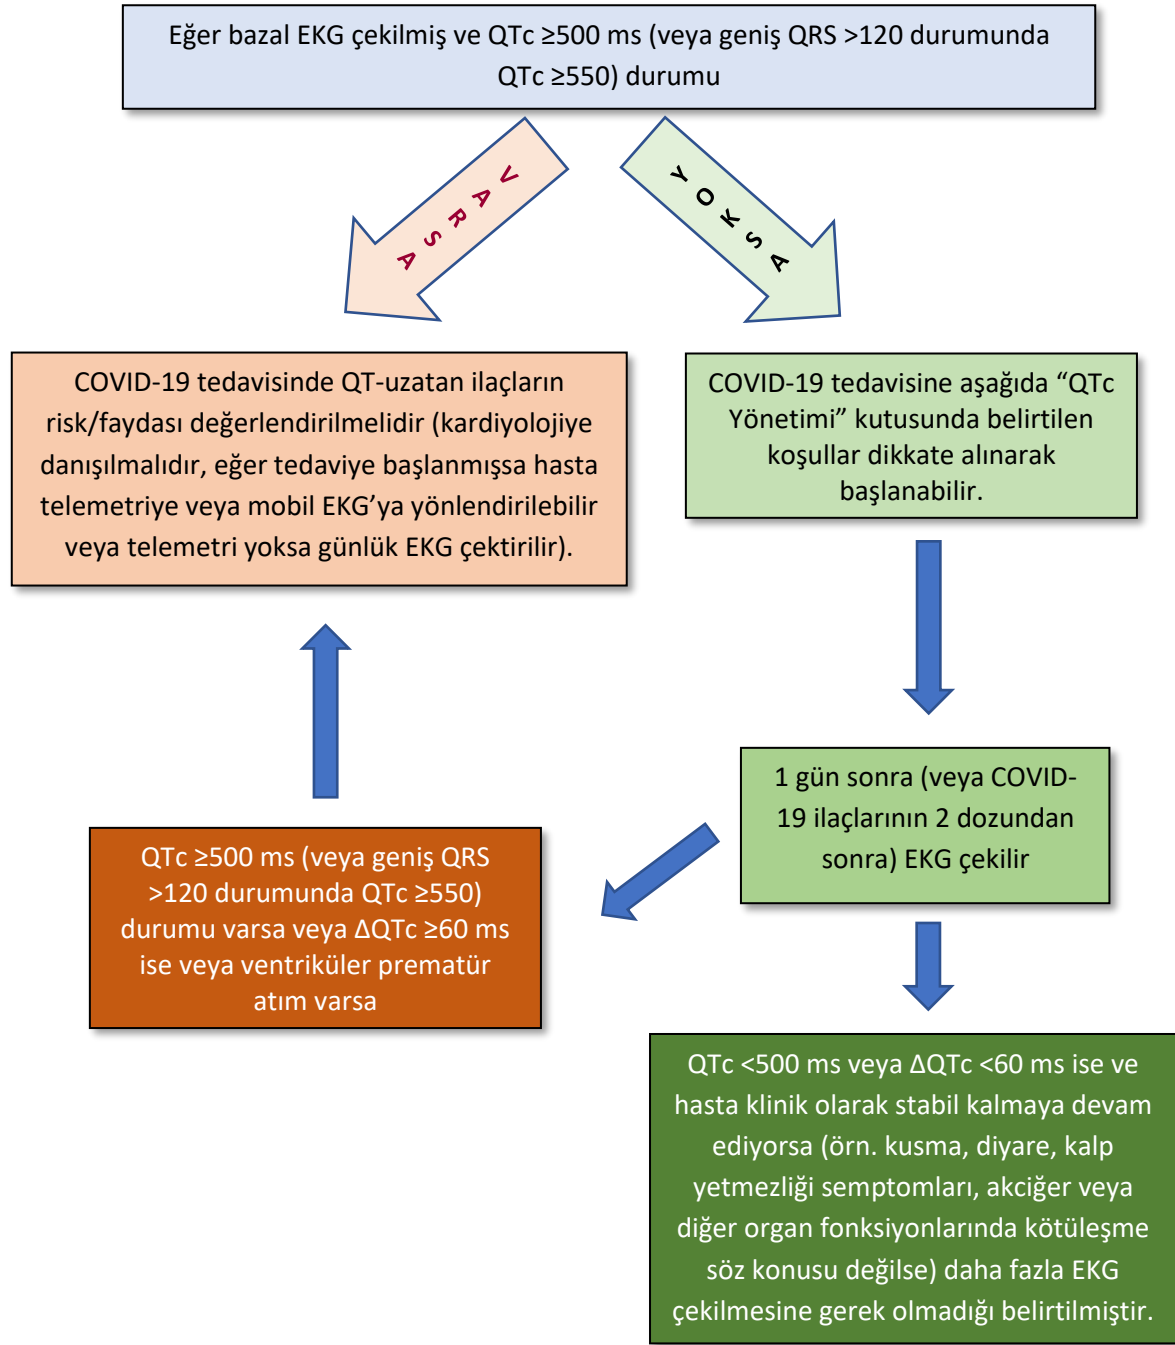 Eğer bazal EKG çekilmiş ve QTc ≥500 ms (veya geniş QRS >120 durumunda
QTc ≥550) durumu
VARSA
YOKSA
COVID-19 tedavisinde QT-uzatan ilaçların
risk/faydası değerlendirilmelidir (kardiyolojiye
danışılmalıdır, eğer tedaviye başlanmışsa hasta
telemetriye veya mobil EKG’ya yönlendirilebilir
veya telemetri yoksa günlük EKG çektirilir).
COVID-19 tedavisine aşağıda “QTc
Yönetimi” kutusunda belirtilen
koşullar dikkate alınarak
başlanabilir.
1 gün sonra (veya COVID-
19 ilaçlarının 2 dozundan
sonra) EKG çekilir
QTc ≥500 ms (veya geniş QRS
>120 durumunda QTc ≥550)
durumu varsa veya ΔQTc ≥60 ms
ise veya ventriküler prematür
atım varsa
QTc <500 ms veya ΔQTc <60 ms ise ve
hasta klinik olarak stabil kalmaya devam
ediyorsa (örn. kusma, diyare, kalp
yetmezliği semptomları, akciğer veya
diğer organ fonksiyonlarında kötüleşme
söz konusu değilse) daha fazla EKG
çekilmesine gerek olmadığı belirtilmiştir.